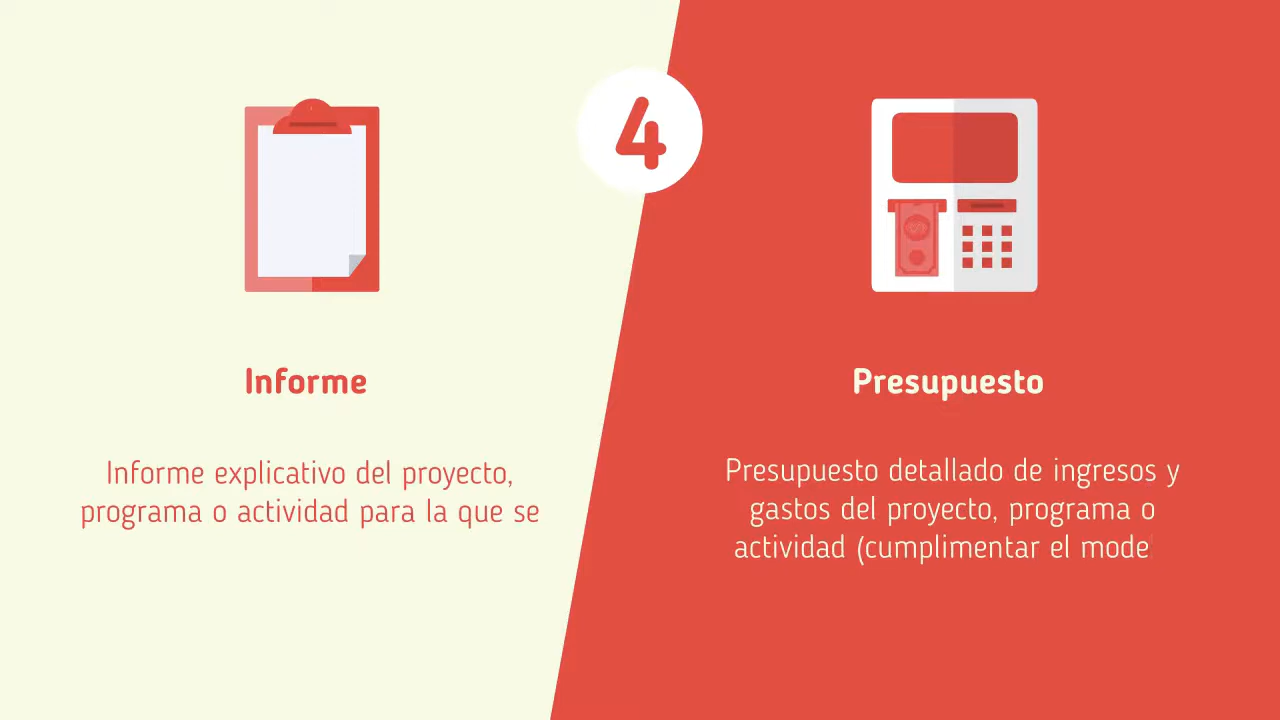 4
Informe
Informe explicativo del proyecto,
programa o actividad para la que se
Presupuesto
Presupuesto detallado de ingresos y
gastos del proyecto, programa o
actividad (cumplimentar el mode